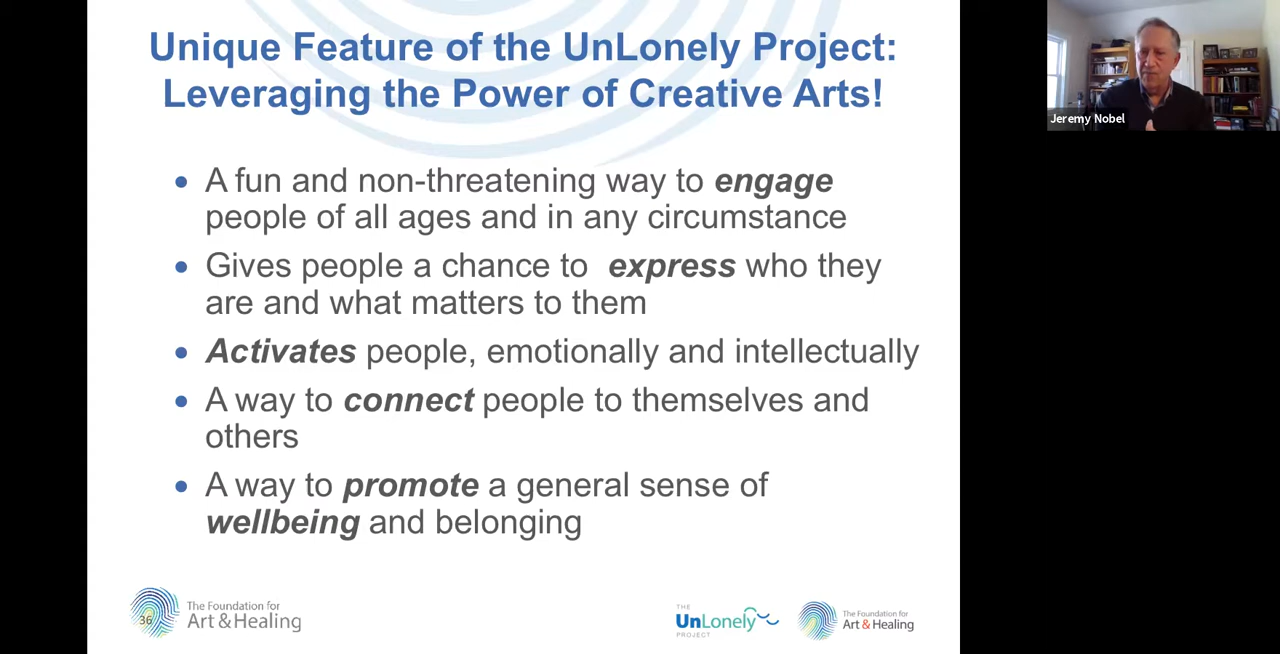 Unique Feature of the UnLonely Project:
Leveraging the Power of Creative Arts!
Jeremy Nobel
• A fun and non-threatening way to engage
people of all ages and in any circumstance
• Gives people a chance to express who they
are and what matters to them
• Activates people, emotionally and intellectually
• A way to connect people to themselves and
others
• A way to promote a general sense of
wellbeing and belonging
36
The Foundation for
Art & Healing
THE
UnLonely
PROJECT
The Foundation for
Art & Healing